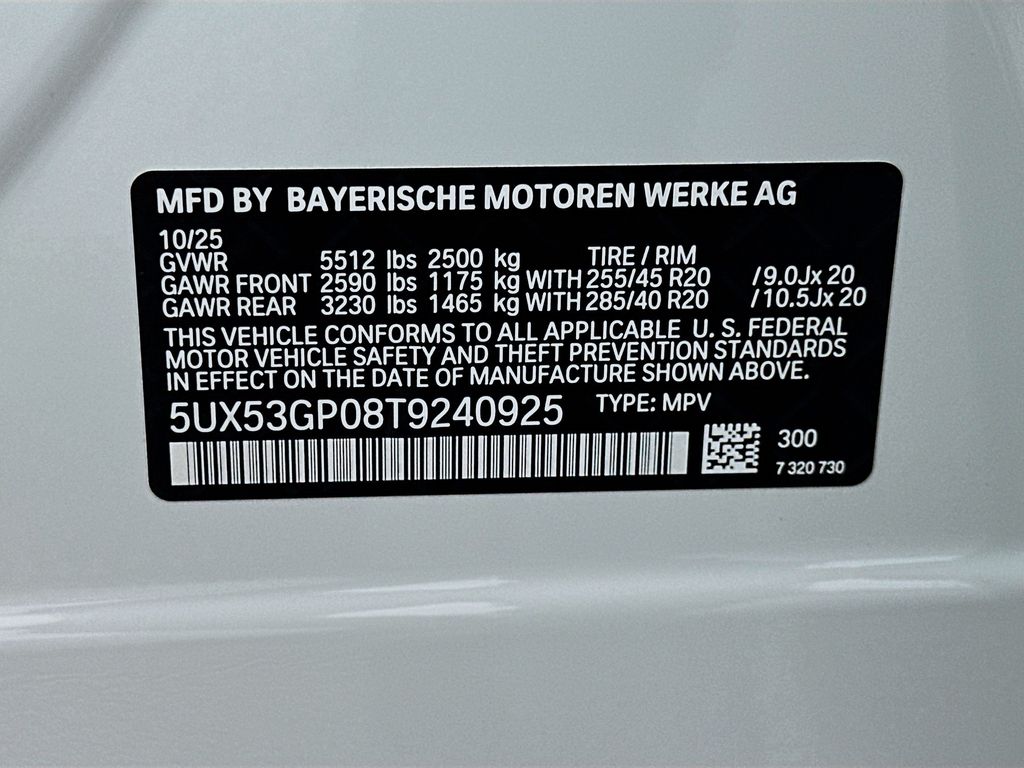 MFD BY BAYERISCHE MOTOREN WERKE AG
10/25
GVWR 5512 lbs 2500 kg TIRE / RIM
GAWR FRONT 2590 lbs 1175 kg WITH 255/45 R20 /9.0Jx 20
GAWR REAR 3230 lbs 1465 kg WITH 285/40 R20 /10.5Jx 20
THIS VEHICLE CONFORMS TO ALL APPLICABLE U. S. FEDERAL
MOTOR VEHICLE SAFETY AND THEFT PREVENTION STANDARDS
IN EFFECT ON THE DATE OF MANUFACTURE SHOWN ABOVE.
5UX53GP08T9240925 TYPE: MPV
300
7 320 730